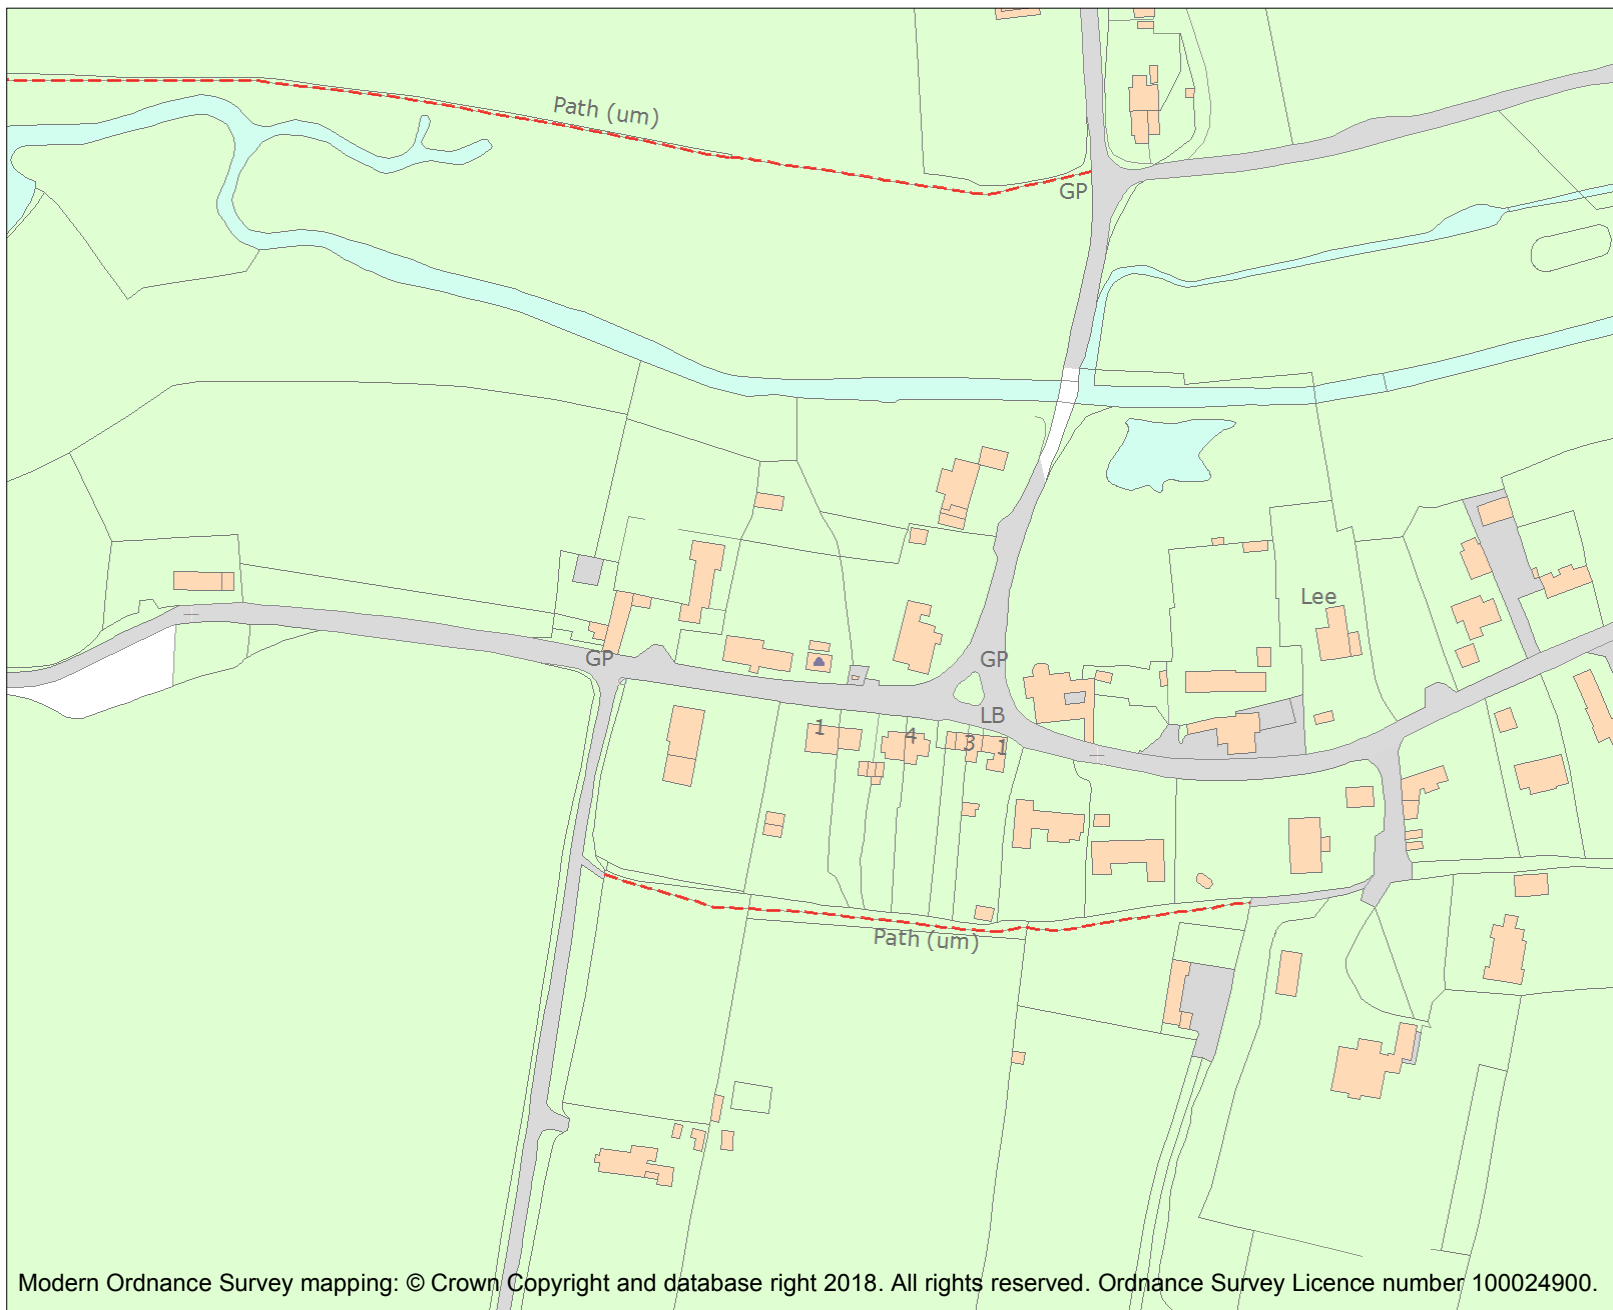 Path (um)
GP
Lee
GP
GP
LB
1
4
3
1
Path (um)
Modern Ordnance Survey mapping: © Crown Copyright and database right 2018. All rights reserved. Ordnance Survey Licence number 100024900.